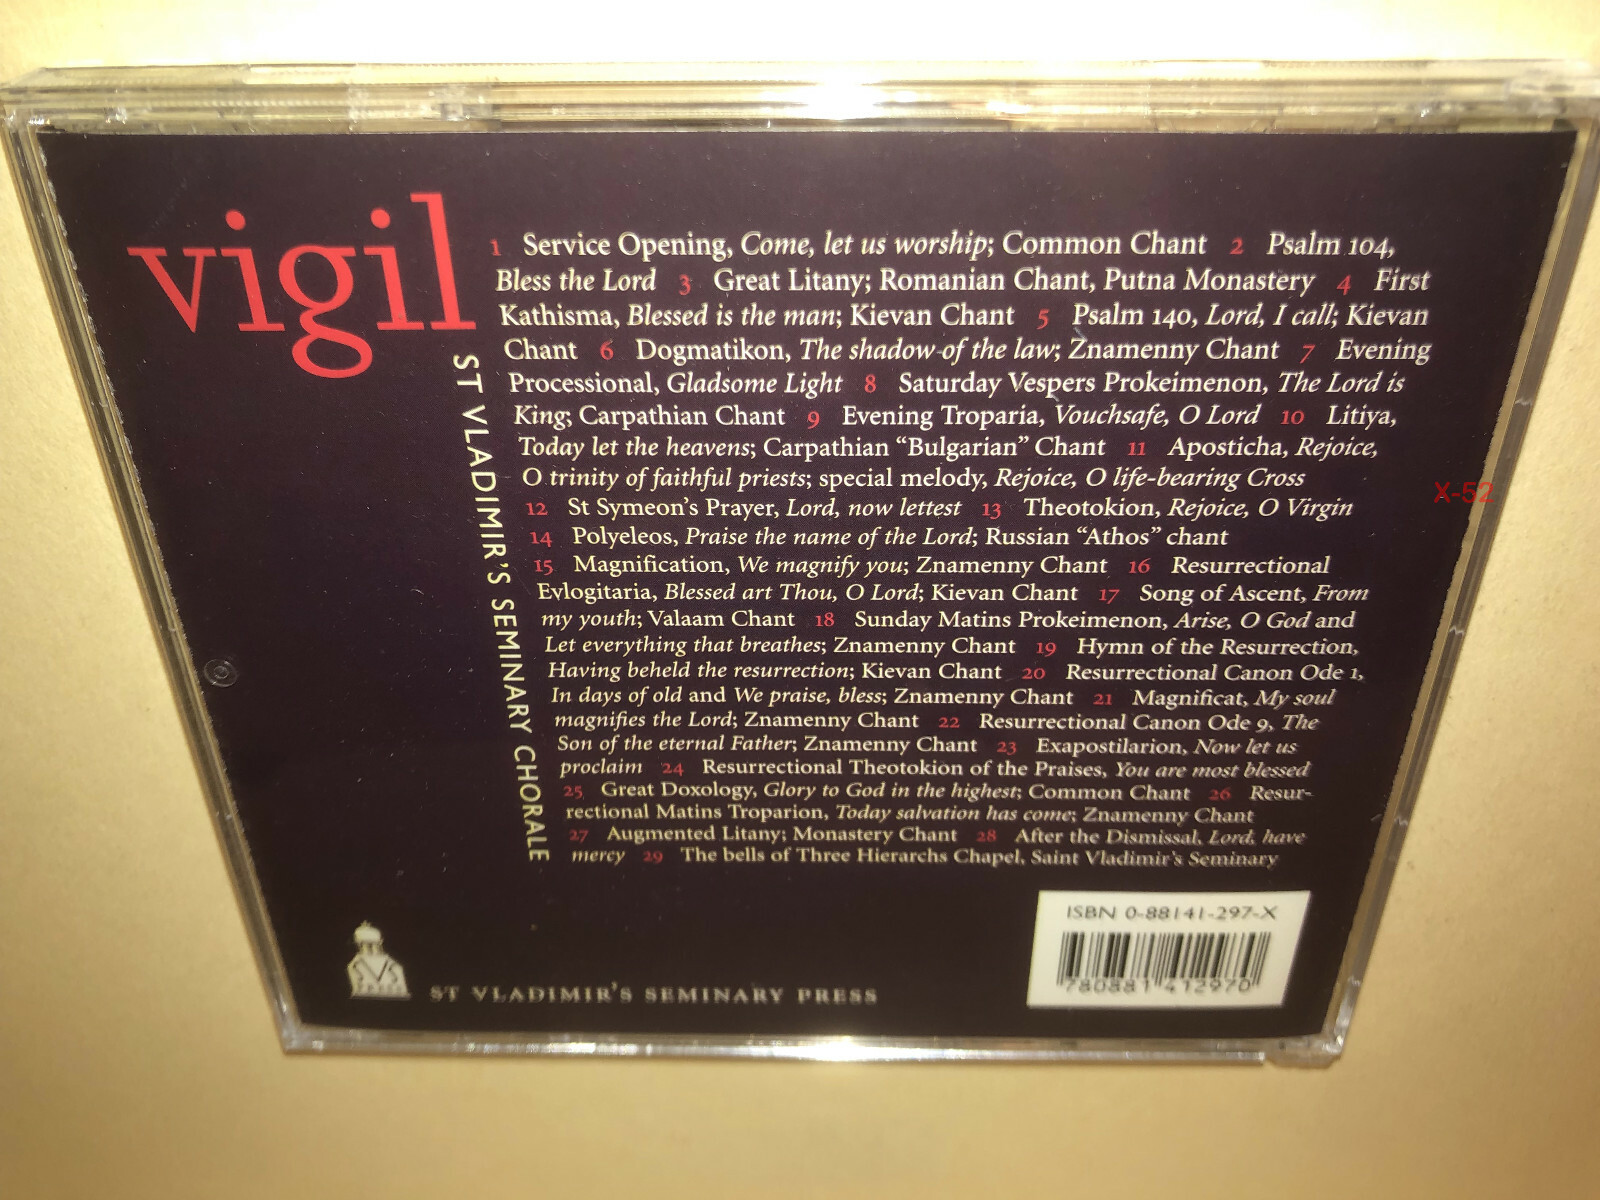 vigil
ST VLADIMIR'S SEMINARY CHORALE
1 Service Opening, Come, let us worship; Common Chant 2 Psalm 104,
Bless the Lord 3 Great Litany; Romanian Chant, Putna Monastery 4 First
Kathisma, Blessed is the man; Kievan Chant 5 Psalm 140, Lord, I call; Kievan
Chant 6 Dogmatikon, The shadow of the law; Znamenny Chant 7 Evening
Processional, Gladsome Light 8 Saturday Vespers Prokeimenon, The Lord is
King; Carpathian Chant 9 Evening Troparia, Vouchsafe, O Lord 10 Litiya,
Today let the heavens; Carpathian “Bulgarian” Chant 11 Aposticha, Rejoice,
O trinity of faithful priests; special melody, Rejoice, O life-bearing Cross
12 St Symeon's Prayer, Lord, now lettest 13 Theotokion, Rejoice, O Virgin
14 Polyeleos, Praise the name of the Lord; Russian “Athos” chant
15 Magnification, We magnify you; Znamenny Chant 16 Resurrectional
Evlogitaria, Blessed art Thou, O Lord; Kievan Chant 17 Song of Ascent, From
my youth; Valaam Chant 18 Sunday Matins Prokeimenon, Arise, O God and
Let everything that breathes; Znamenny Chant 19 Hymn of the Resurrection,
Having beheld the resurrection; Kievan Chant 20 Resurrectional Canon Ode 1,
In days of old and We praise, bless; Znamenny Chant 21 Magnificat, My soul
magnifies the Lord; Znamenny Chant 22 Resurrectional Canon Ode 9, The
Son of the eternal Father; Znamenny Chant 23 Exapostilarion, Now let us
proclaim 24 Resurrectional Theotokion of the Praises, You are most blessed
25 Great Doxology, Glory to God in the highest; Common Chant 26 Resur-
rectional Matins Troparion, Today salvation has come; Znamenny Chant
27 Augmented Litany; Monastery Chant 28 After the Dismissal, Lord, have
mercy 29 The bells of Three Hierarchs Chapel, Saint Vladimir's Seminary
X-52
ISBN 0-88141-297-X
780881 412970
SVS
PRESS
ST VLADIMIR'S SEMINARY PRESS